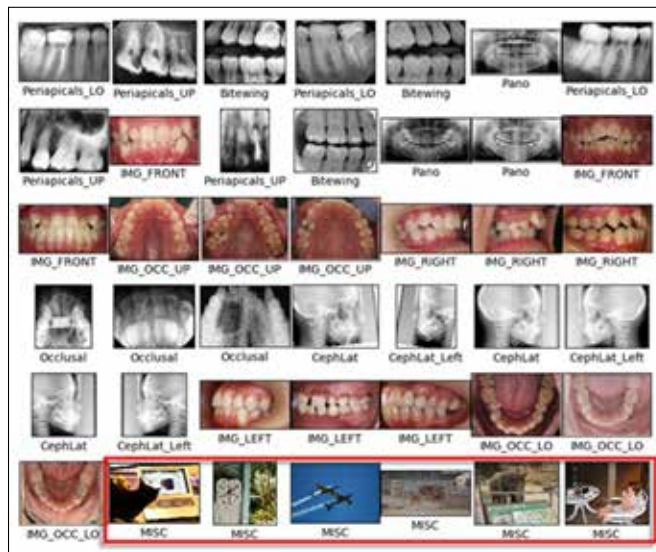 Periapicals_LO Periapicals_UP Bitewing Periapicals_LO Bitewing Pano Periapicals_LO
Periapicals_UP IMG_FRONT Periapicals_UP Bitewing Pano Pano IMG_FRONT
IMG_FRONT IMG_OCC_UP IMG_OCC_UP IMG_OCC_UP IMG_RIGHT IMG_RIGHT IMG_RIGHT
Occlusal Occlusal Occlusal CephLat CephLat_Left CephLat CephLat_Left
CephLat CephLat_Left IMG_LEFT IMG_LEFT IMG_LEFT IMG_OCC_LO IMG_OCC_LO
IMG_OCC_LO MISC MISC MISC MISC MISC MISC